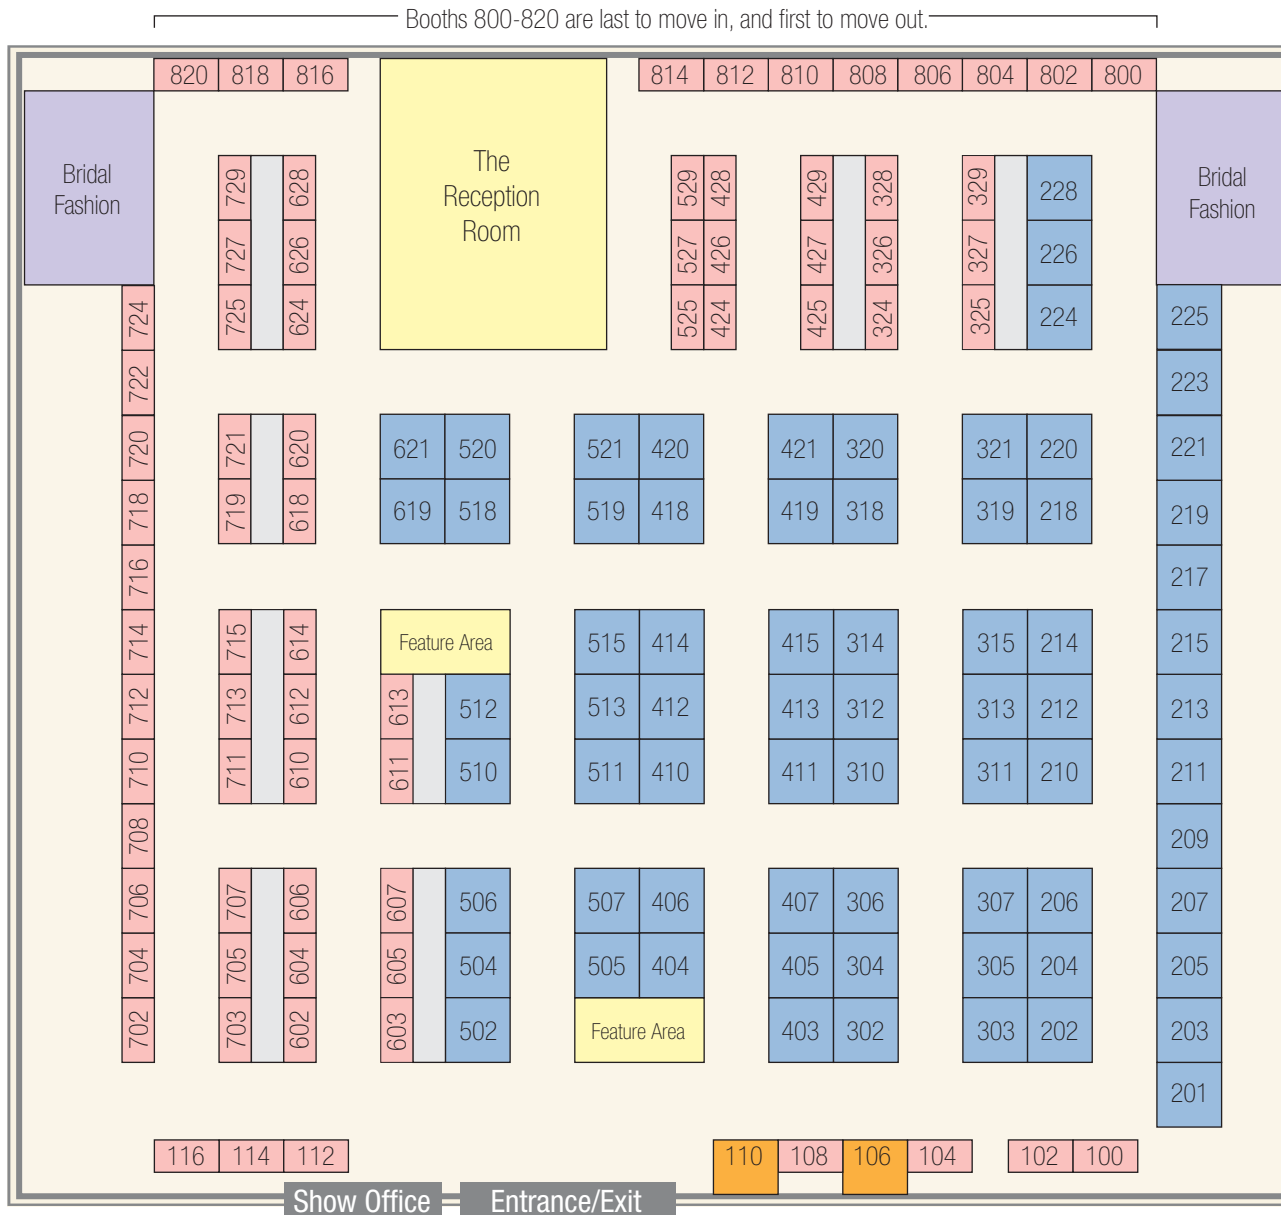 Booths 800-820 are last to move in, and first to move out.
820 818 816 814 812 810 808 806 804 802 800
Bridal
Fashion
The
Reception
Room
Bridal
Fashion
729 628 529 428 429 328 329 228
727 626 527 426 427 326 327 226
725 624 525 424 425 324 325 224
724 225
722 223
720 721 620 621 520 521 420 421 320 321 220 221
718 719 618 619 518 519 418 419 318 319 218 219
716 217
714 715 614 Feature Area 515 414 415 314 315 214 215
712 713 612 613 512 513 412 413 312 313 212 213
710 711 610 611 510 511 410 411 310 311 210 211
708 209
706 707 606 607 506 507 406 407 306 307 206 207
704 705 604 605 504 505 404 405 304 305 204 205
702 703 602 603 502 Feature Area 403 302 303 202 203
201
116 114 112 110 108 106 104 102 100
Show Office Entrance/Exit